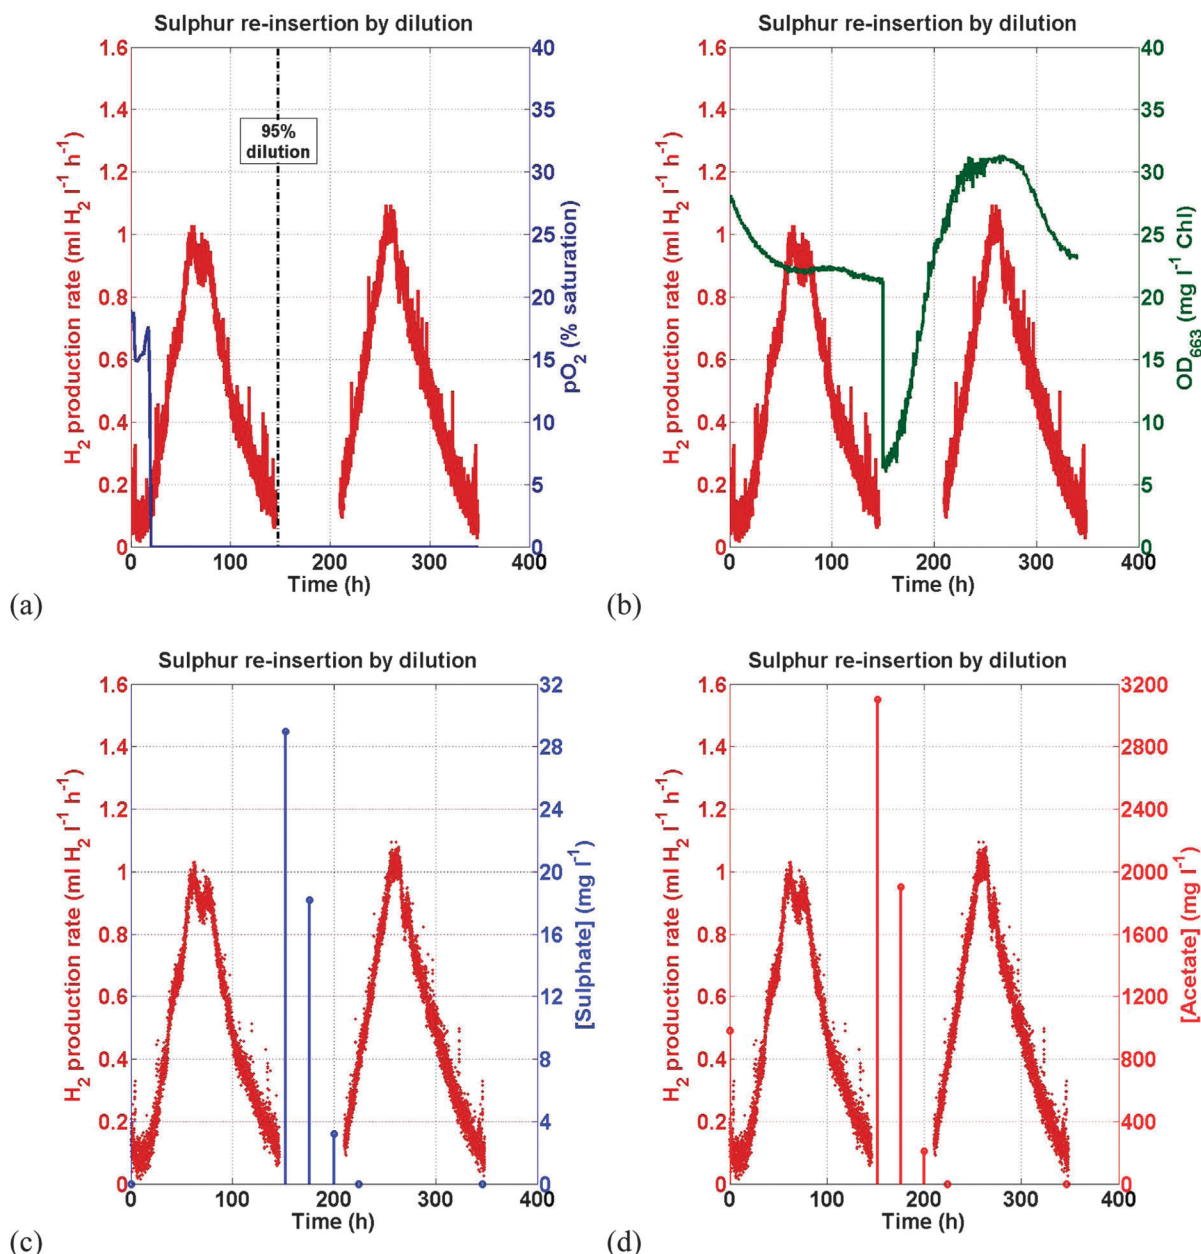 Sulphur re-insertion by dilution
1.6
1.4
1.2
1
0.8
0.6
0.4
0.2
0
H2 production rate (ml H2 l-1 h-1)
95%
dilution
40
35
30
25
20
15
10
5
0
pO2 (% saturation)
0 100 200 300 400
Time (h)
(a)
Sulphur re-insertion by dilution
1.6
1.4
1.2
1
0.8
0.6
0.4
0.2
0
H2 production rate (ml H2 l-1 h-1)
40
35
30
25
20
15
10
5
0
OD663 (mg l-1 Chl)
0 100 200 300 400
Time (h)
(b)
Sulphur re-insertion by dilution
1.6
1.4
1.2
1
0.8
0.6
0.4
0.2
0
H2 production rate (ml H2 l-1 h-1)
32
28
24
20
16
12
8
4
0
[Sulphate] (mg l-1)
0 100 200 300 400
Time (h)
(c)
Sulphur re-insertion by dilution
1.6
1.4
1.2
1
0.8
0.6
0.4
0.2
0
H2 production rate (ml H2 l-1 h-1)
3200
2800
2400
2000
1600
1200
800
400
0
[Acetate] (mg l-1)
0 100 200 300 400
Time (h)
(d)